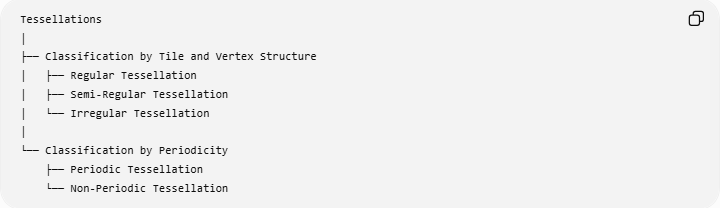 Tessellations
│
├── Classification by Tile and Vertex Structure
│   ├── Regular Tessellation
│   ├── Semi-Regular Tessellation
│   └── Irregular Tessellation
│
└── Classification by Periodicity
    ├── Periodic Tessellation
    └── Non-Periodic Tessellation